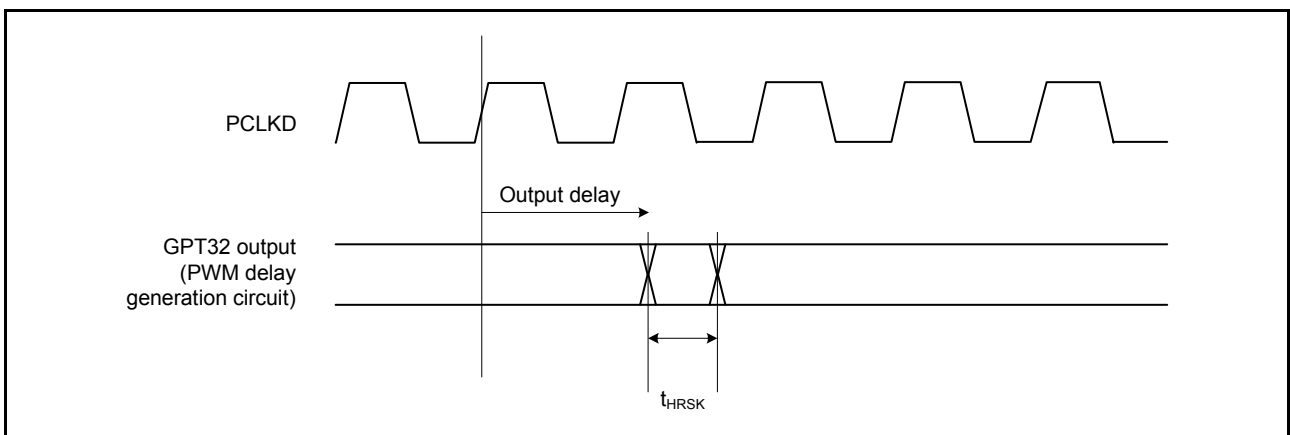 PCLKD
Output delay
GPT32 output
(PWM delay
generation circuit)
tHRSK